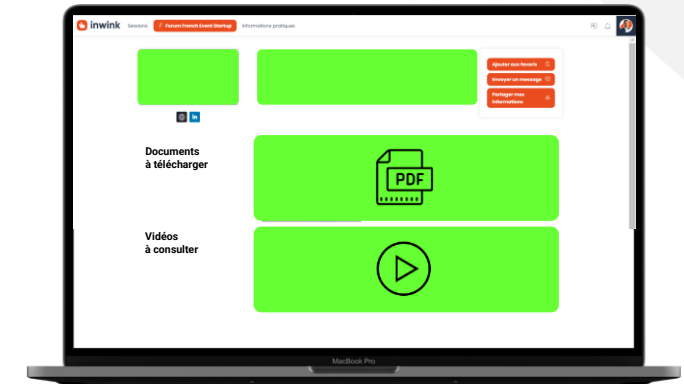 inwink Sessions Forum French Event Startup Informations pratiques
Ajouter aux favoris
Envoyer un message
Partager mes
informations
in
Documents
à télécharger
PDF
Vidéos
à consulter
MacBook Pro